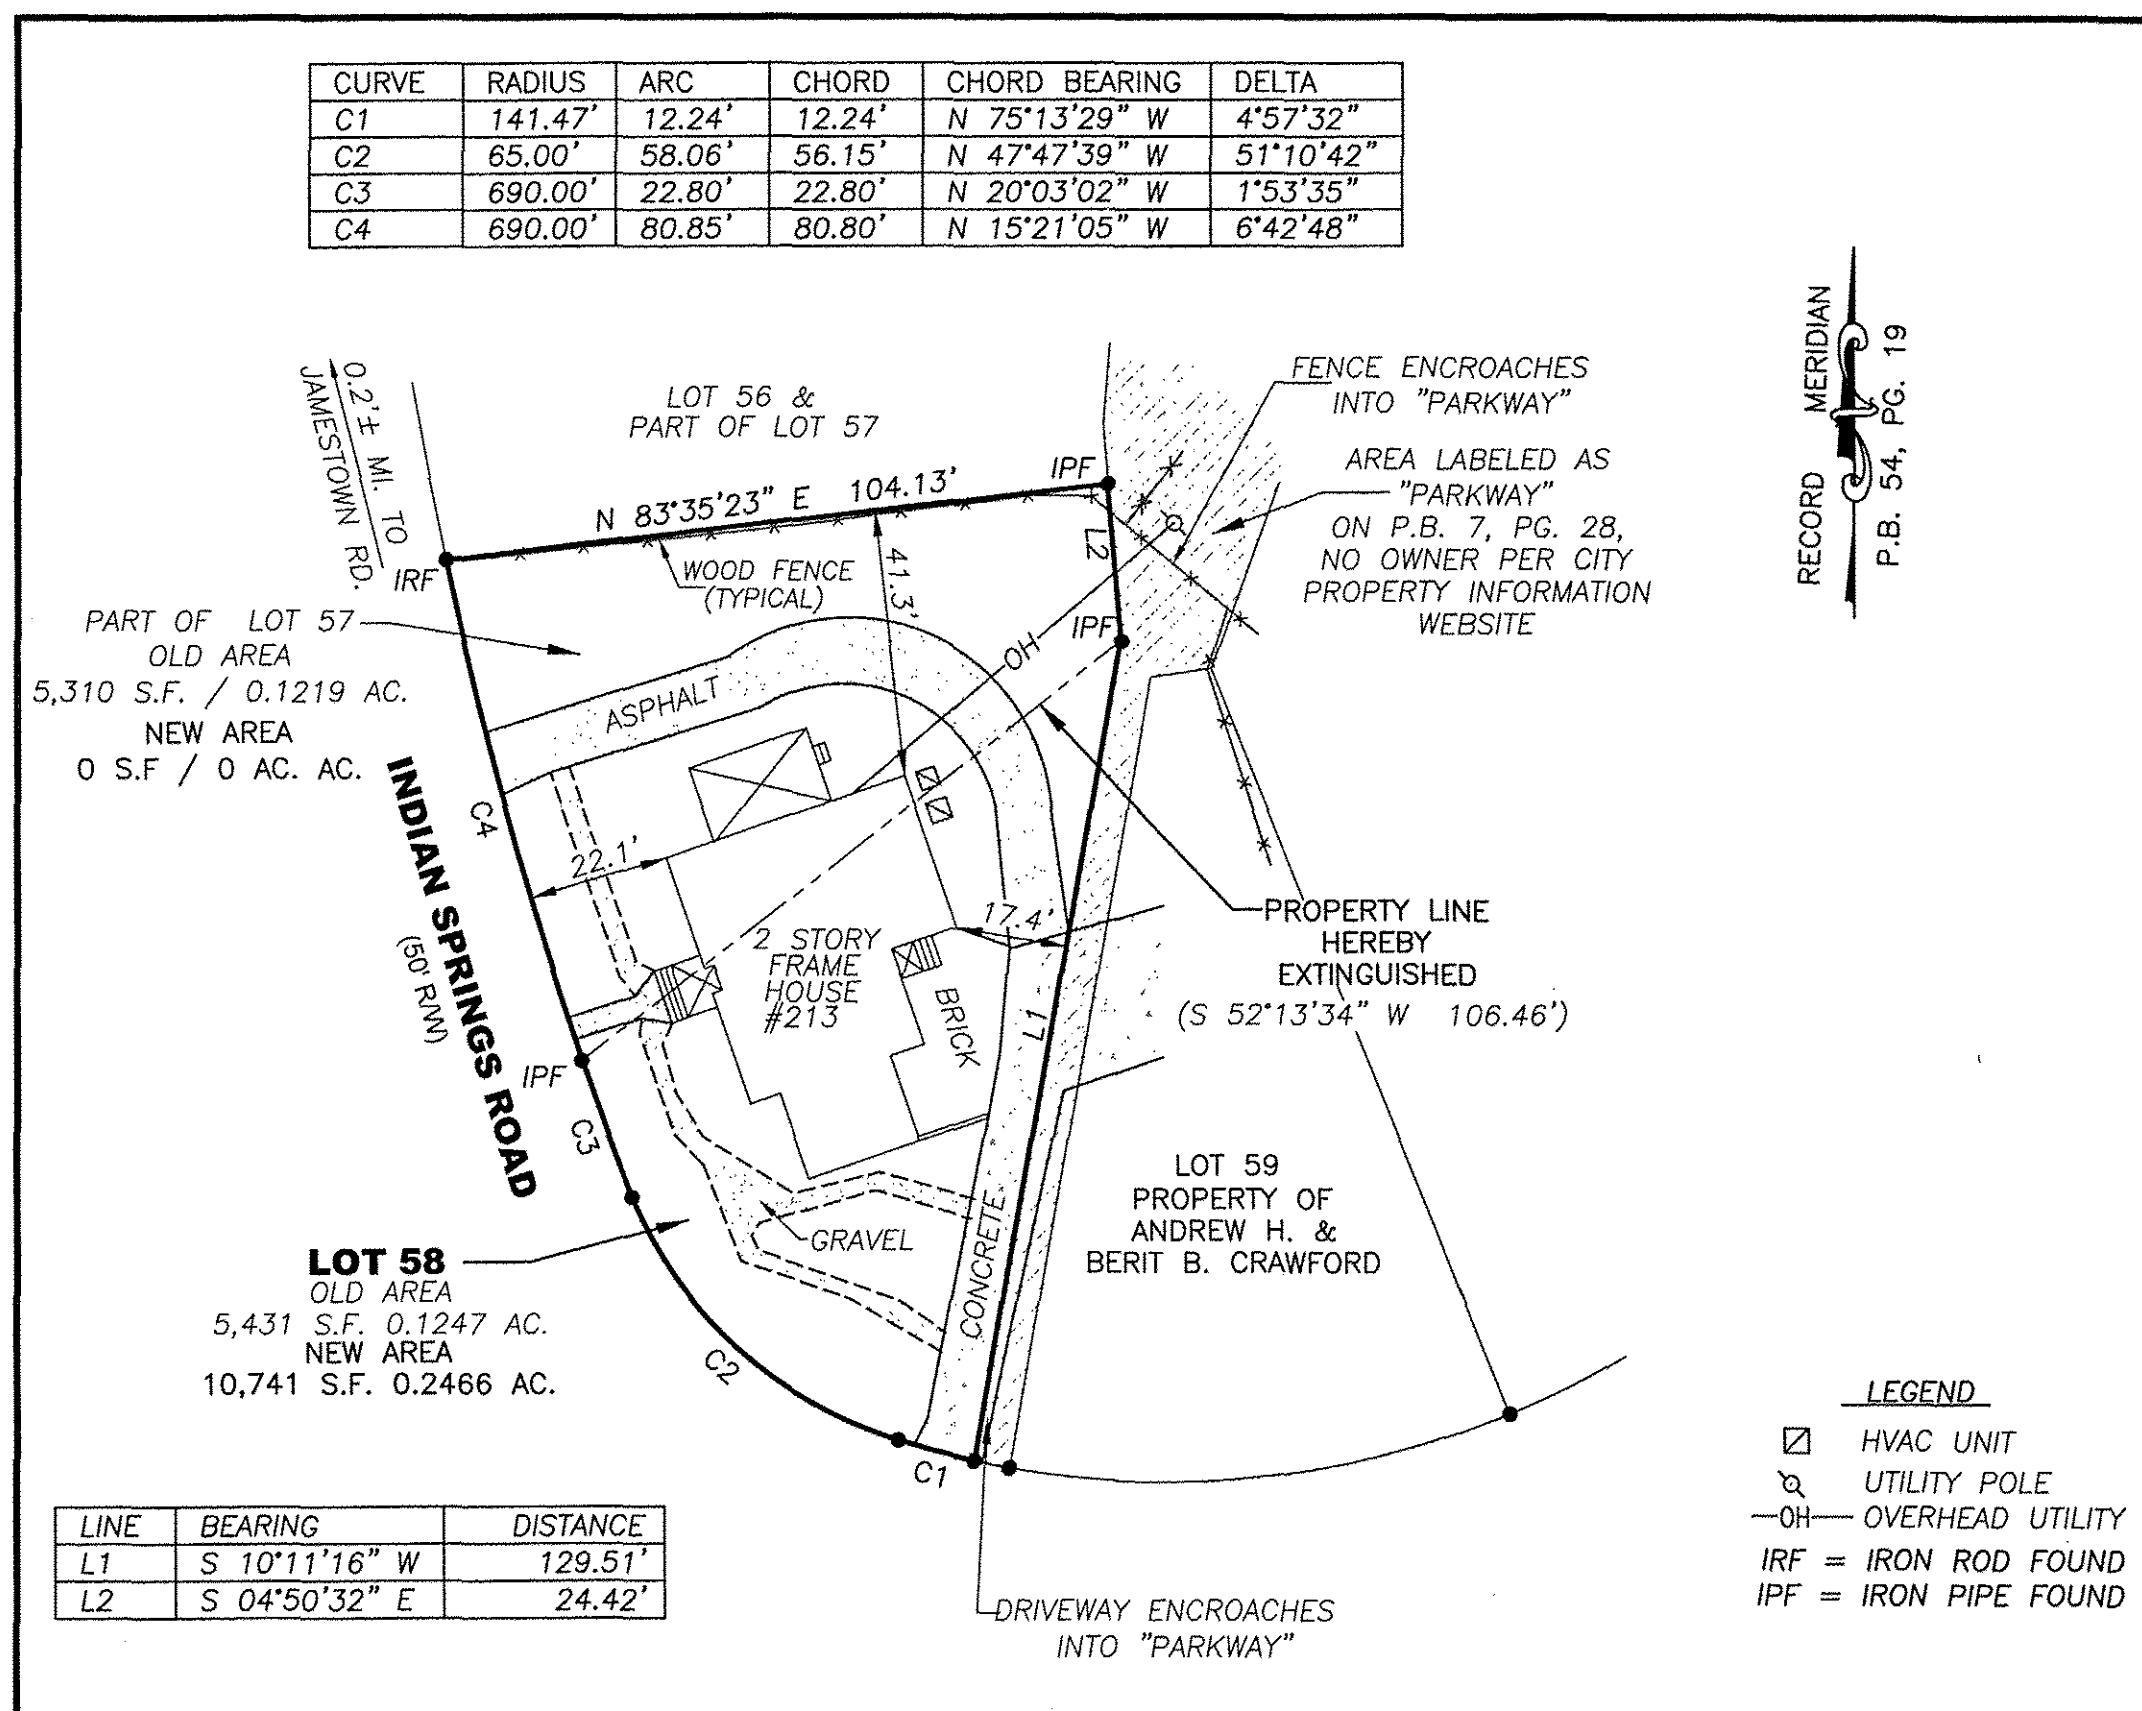 CURVE RADIUS ARC CHORD CHORD BEARING DELTA
C1 141.47' 12.24' 12.24' N 75°13'29" W 4°57'32"
C2 65.00' 58.06' 56.15' N 47°47'39" W 51°10'42"
C3 690.00' 22.80' 22.80' N 20°03'02" W 1°53'35"
C4 690.00' 80.85' 80.80' N 15°21'05" W 6°42'48"
RECORD MERIDIAN
P.B. 54, PG. 19
0.2'± MI. TO
JAMESTOWN RD.
LOT 56 &
PART OF LOT 57
FENCE ENCROACHES
INTO "PARKWAY"
AREA LABELED AS
"PARKWAY"
ON P.B. 7, PG. 28,
NO OWNER PER CITY
PROPERTY INFORMATION
WEBSITE
IPF
N 83°35'23" E 104.13'
IRF
L2
WOOD FENCE
(TYPICAL)
41.3'
IPF
OH
PART OF LOT 57
OLD AREA
5,310 S.F. / 0.1219 AC.
NEW AREA
0 S.F / 0 AC. AC.
ASPHALT
C4
INDIAN SPRINGS ROAD
(50' R/W)
22.1'
17.4'
2 STORY
FRAME
HOUSE
#213
BRICK
L1
PROPERTY LINE
HEREBY
EXTINGUISHED
(S 52°13'34" W 106.46')
IPF
C3
LOT 59
PROPERTY OF
ANDREW H. &
BERIT B. CRAWFORD
GRAVEL
CONCRETE
LOT 58
OLD AREA
5,431 S.F. 0.1247 AC.
NEW AREA
10,741 S.F. 0.2466 AC.
C2
C1
LEGEND
HVAC UNIT
UTILITY POLE
OH OVERHEAD UTILITY
IRF = IRON ROD FOUND
IPF = IRON PIPE FOUND
LINE BEARING DISTANCE
L1 S 10°11'16" W 129.51'
L2 S 04°50'32" E 24.42'
DRIVEWAY ENCROACHES
INTO "PARKWAY"